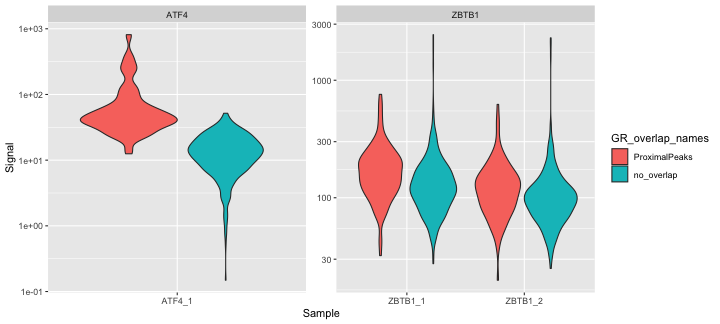 ATF4
ZBTB1
1e+03
1e+02
1e+01
1e+00
1e-01
3000
1000
300
100
30
Signal
ATF4_1
ZBTB1_1
ZBTB1_2
Sample
GR_overlap_names
ProximalPeaks
no_overlap